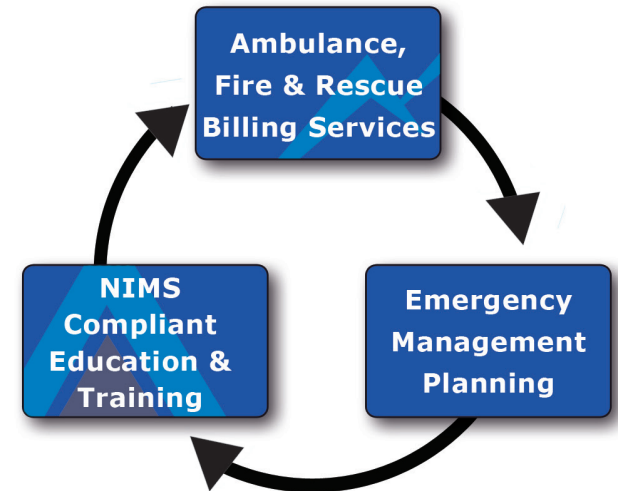 Ambulance,
Fire & Rescue
Billing Services
Emergency
Management
Planning
NIMS
Compliant
Education &
Training